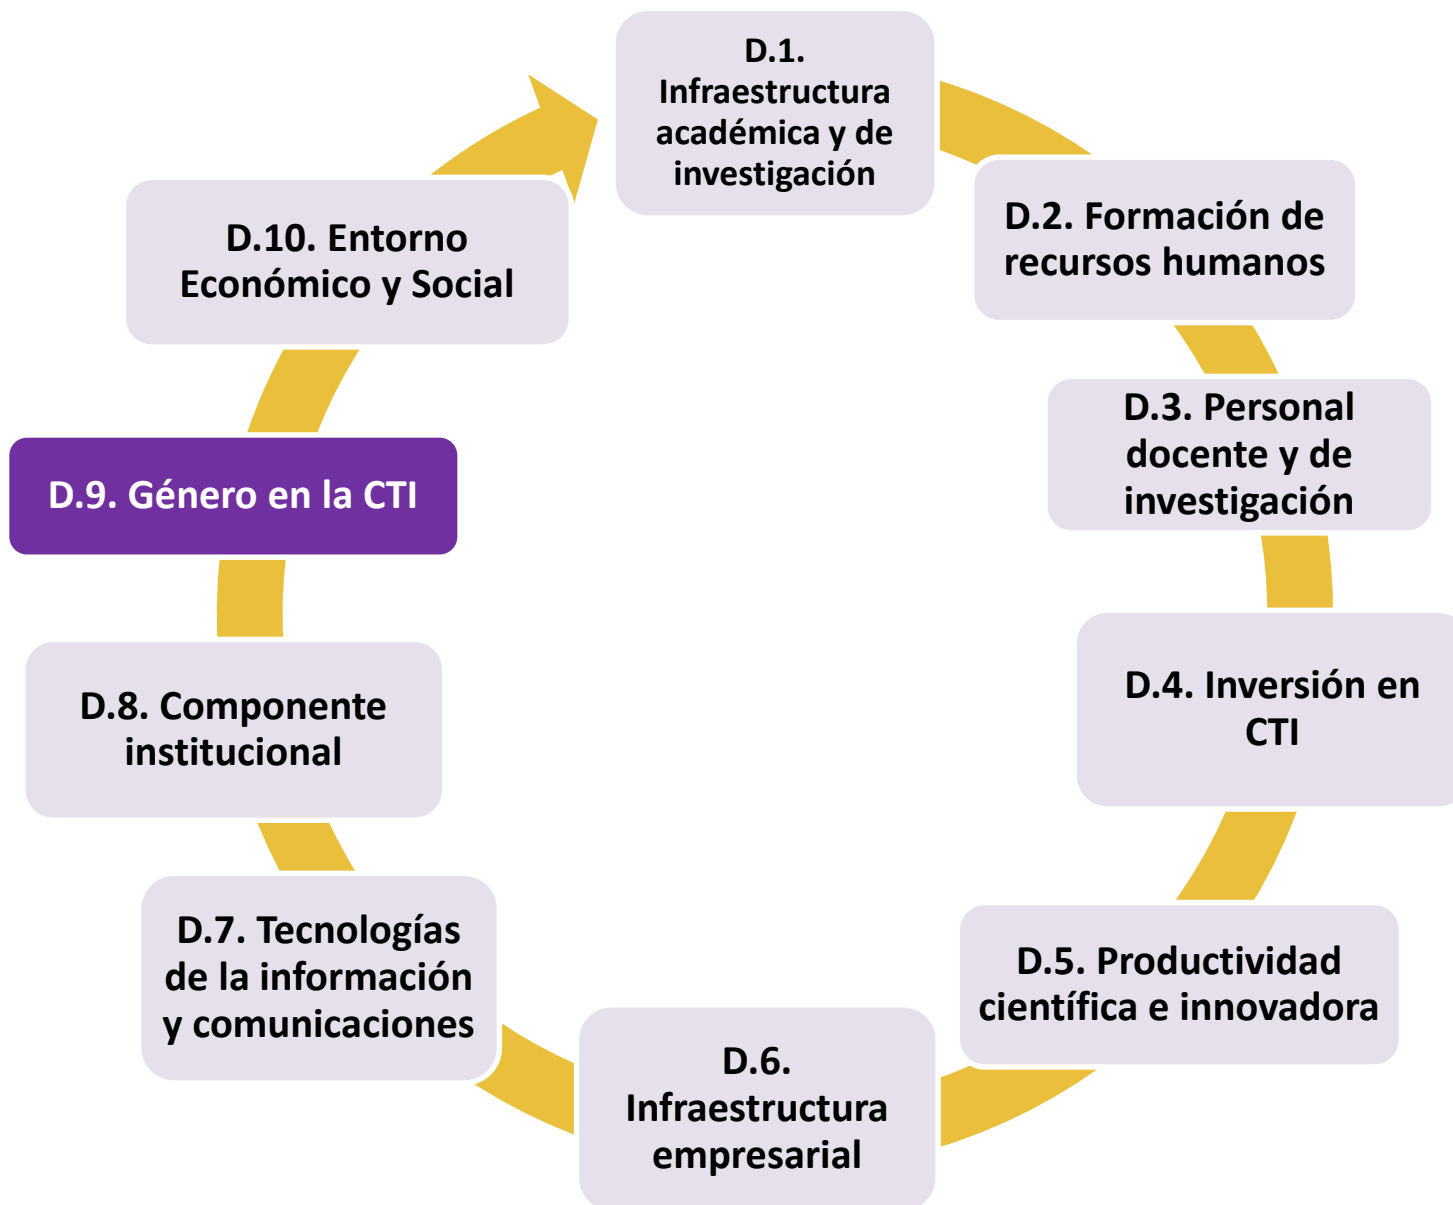 D.1.
Infraestructura
académica y de
investigación
D.2. Formación de
recursos humanos
D.3. Personal
docente y de
investigación
D.4. Inversión en
CTI
D.5. Productividad
científica e innovadora
D.6.
Infraestructura
empresarial
D.7. Tecnologías
de la información
y comunicaciones
D.8. Componente
institucional
D.9. Género en la CTI
D.10. Entorno
Económico y Social